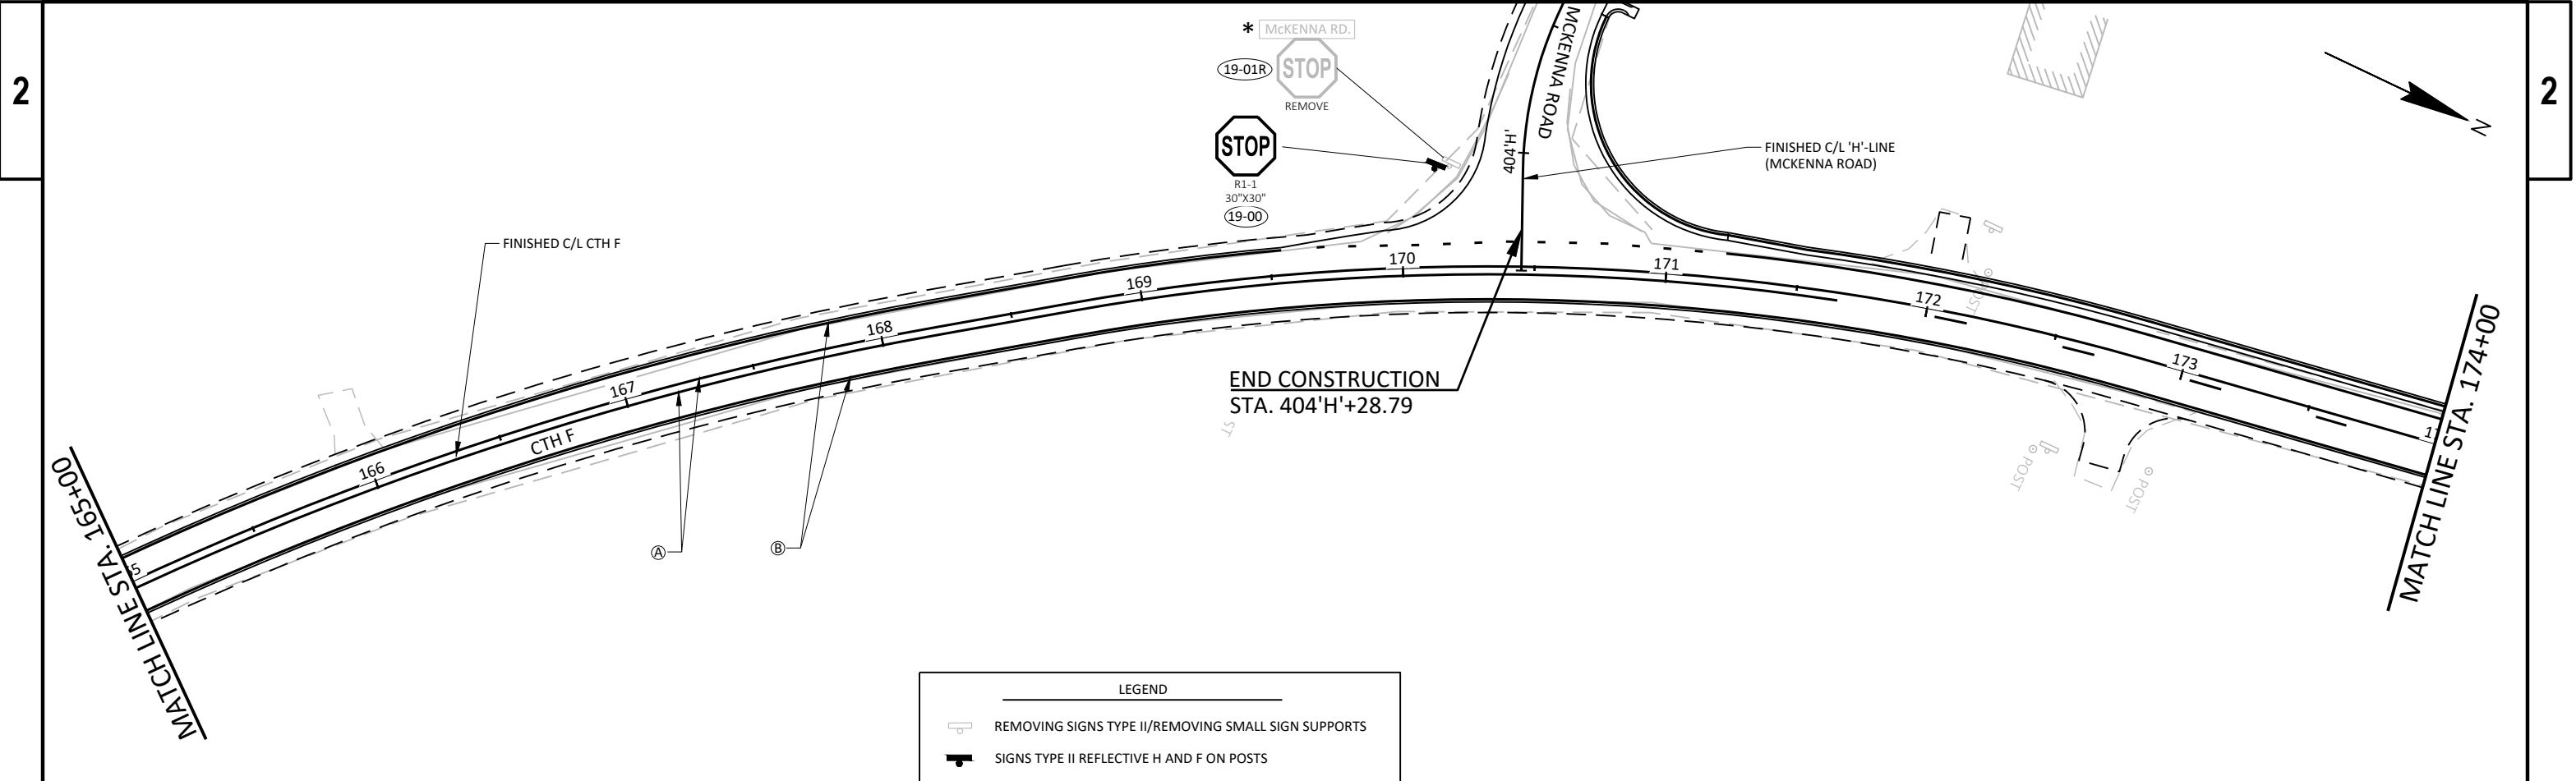 2
2
* McKENNA RD.
19-01R
STOP
REMOVE
STOP
R1-1
30"X30"
19-00
MCKENNA ROAD
404'H'
FINISHED C/L 'H'-LINE
(MCKENNA ROAD)
N
FINISHED C/L CTH F
166
167
168
169
170
171
172
173
CTH F
POST
POST
POST
ST
A
B
END CONSTRUCTION
STA. 404'H'+28.79
MATCH LINE STA. 165+00
MATCH LINE STA. 174+00
LEGEND
REMOVING SIGNS TYPE II/REMOVING SMALL SIGN SUPPORTS
SIGNS TYPE II REFLECTIVE H AND F ON POSTS